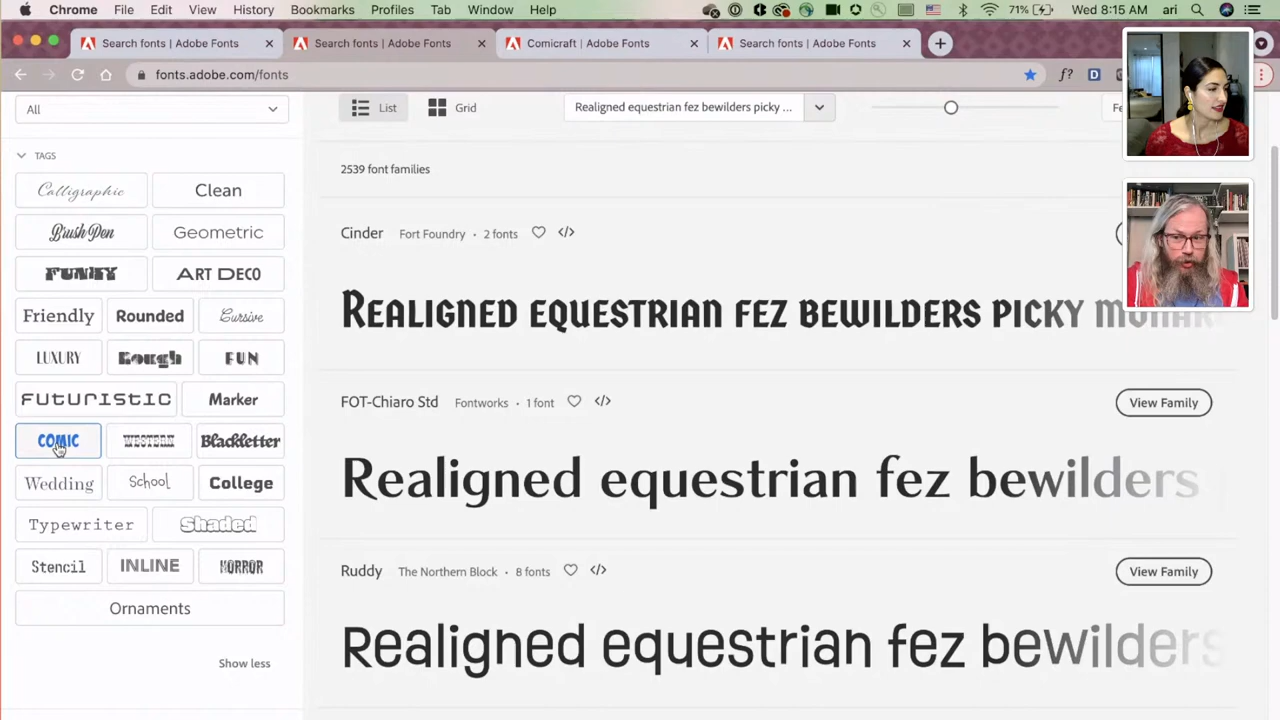 Chrome File Edit View History Bookmarks Profiles Tab Window Help 71% Wed 8:15 AM ari
Search fonts | Adobe Fonts Search fonts | Adobe Fonts Comicraft | Adobe Fonts Search fonts | Adobe Fonts
fonts.adobe.com/fonts f?
All
List Grid Realigned equestrian fez bewilders picky ... Fe
TAGS
2539 font families
Calligraphic Clean
Brush Pen Geometric
FUNKY ART DECO
Friendly Rounded Cursive
LUXURY Rough FUN
Futuristic Marker
COMIC WESTERN Blackletter
Wedding School College
Typewriter Shaded
Stencil INLINE HORROR
Ornaments
Show less
Cinder Fort Foundry • 2 fonts </>
Realigned equestrian fez bewilders picky monar
FOT-Chiaro Std Fontworks • 1 font </> View Family
Realigned equestrian fez bewilders
Ruddy The Northern Block • 8 fonts </> View Family
Realigned equestrian fez bewilders